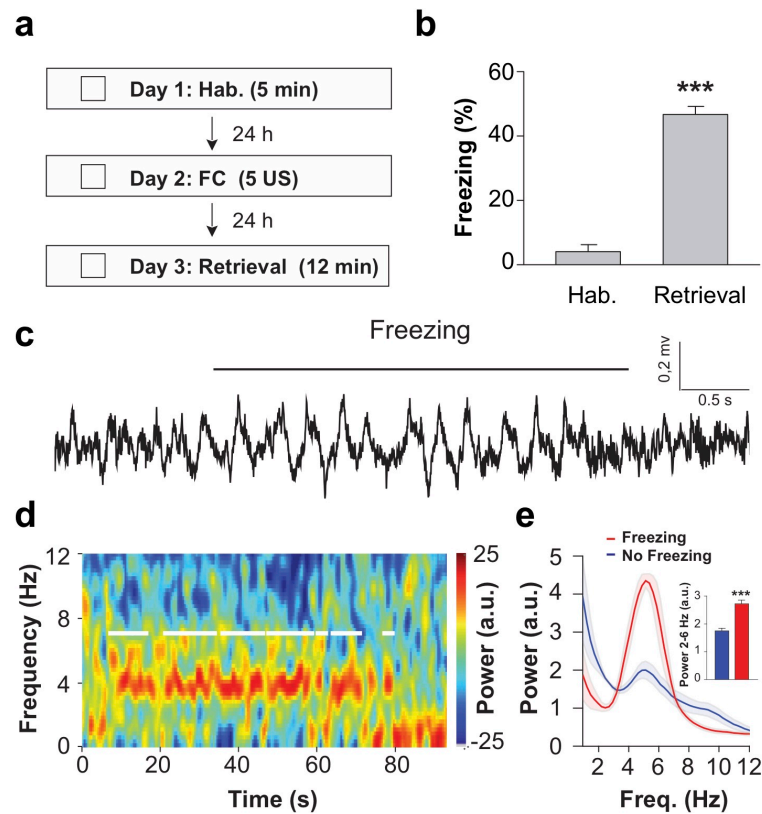 a
Day 1: Hab. (5 min)
24 h
Day 2: FC (5 US)
24 h
Day 3: Retrieval (12 min)
b
Freezing (%)
60
40
20
0
***
Hab.
Retrieval
c
Freezing
0,2 mv
0.5 s
d
Frequency (Hz)
12
8
4
0
0
20
40
60
80
Time (s)
25
Power (a.u.)
-25
e
Freezing
No Freezing
Power (a.u.)
5
4
3
2
1
0
2
4
6
8
10
12
Freq. (Hz)
Power 2-6 Hz (a.u.)
3
2
1
0
***